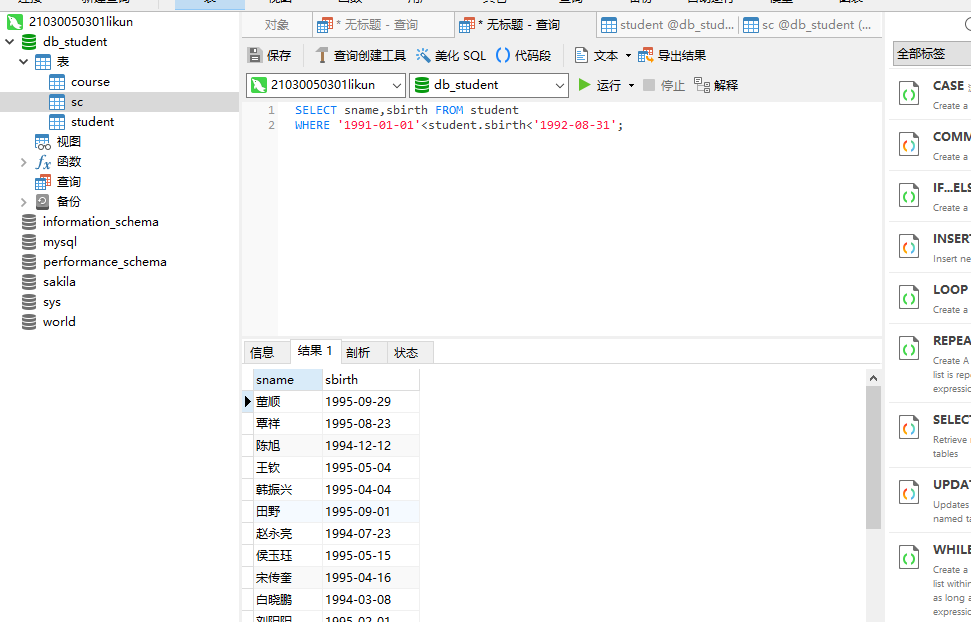 21030050301likun
db_student
表
course
sc
student
视图
函数
查询
备份
information_schema
mysql
performance_schema
sakila
sys
world
对象
* 无标题 - 查询
* 无标题 - 查询
student @db_stud...
sc @db_student (...
保存
查询创建工具
美化 SQL
代码段
文本
导出结果
21030050301likun
db_student
运行
停止
解释
1 SELECT sname,sbirth FROM student
2 WHERE '1991-01-01'<student.sbirth<'1992-08-31';
信息
结果 1
剖析
状态
sname sbirth
董顺 1995-09-29
覃祥 1995-08-23
陈旭 1994-12-12
王钦 1995-05-04
韩振兴 1995-04-04
田野 1995-09-01
赵永亮 1994-07-23
侯玉珏 1995-05-15
宋传奎 1995-04-16
白晓鹏 1994-03-08
1995-02-01
全部标签
CASE
Create a
COMM
Create a
IF...ELS
Create a
INSERT
Insert ne
LOOP
Create a
REPEA
Create A
list is repe
expressic
SELECT
Retrieve
tables
UPDAT
Updates
named ta
WHILE
Create a
list within
as long a
expressio